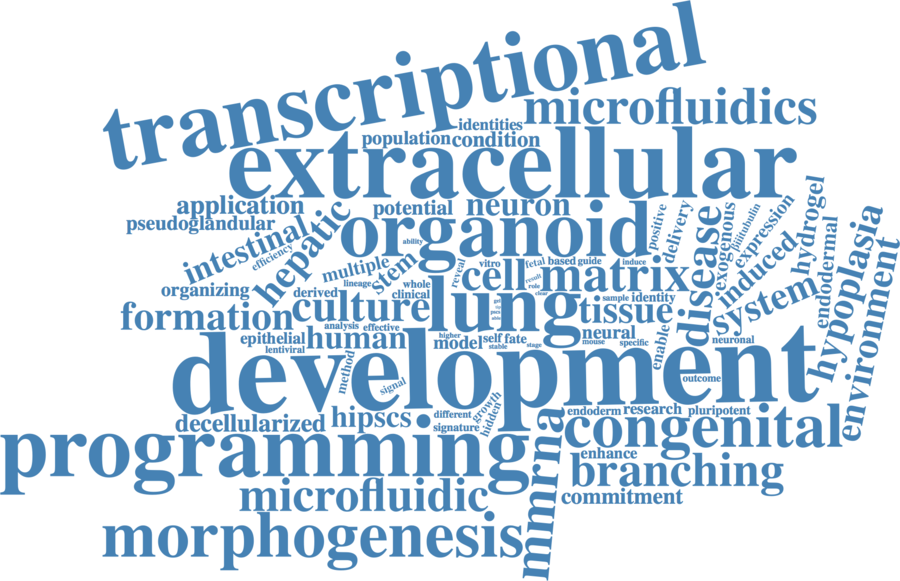 transcriptional
microfluidics
identities
population
condition
extracellular
application
potential
neuron
pseudoglandular
organoid
intestinal
efficiency
hepatic
ability
positive
delivery
disease
exogenous
βiiitubulin
expression
hydrogel
endodermal
hypoplasia
environment
multiple
stem
lineage
reveal
vitro
fetal
based
guide
induce
cell
matrix
induced
system
organizing
derived
whole
clinical
culture
lung
result
role
clear
sample
identity
tissue
formation
analysis
effective
epithelial
human
higher
model
self
fate
stable
stage
neural
mouse
specific
enable
neuronal
lentiviral
development
method
signal
outcome
decellularized
hipscs
different
signature
growth
hidden
endoderm
research
pluripotent
programming
congenital
mmrna
enhance
branching
microfluidic
commitment
morphogenesis